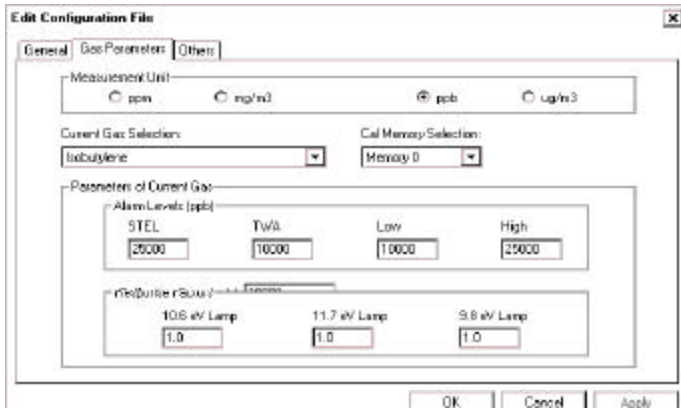 Edit Configuration File
General Gas Parameters Others
Measurement Unit
ppm mg/m3 ppb ug/m3
Current Gas Selection: Cal Memory Selection:
Isobutylene Memory 0
Parameters of Current Gas
Alarm Levels (ppb)
STEL TWA Low High
25000 10000 10000 25000
10.6 eV Lamp 11.7 eV Lamp 9.8 eV Lamp
1.0 1.0 1.0
OK Cancel Apply